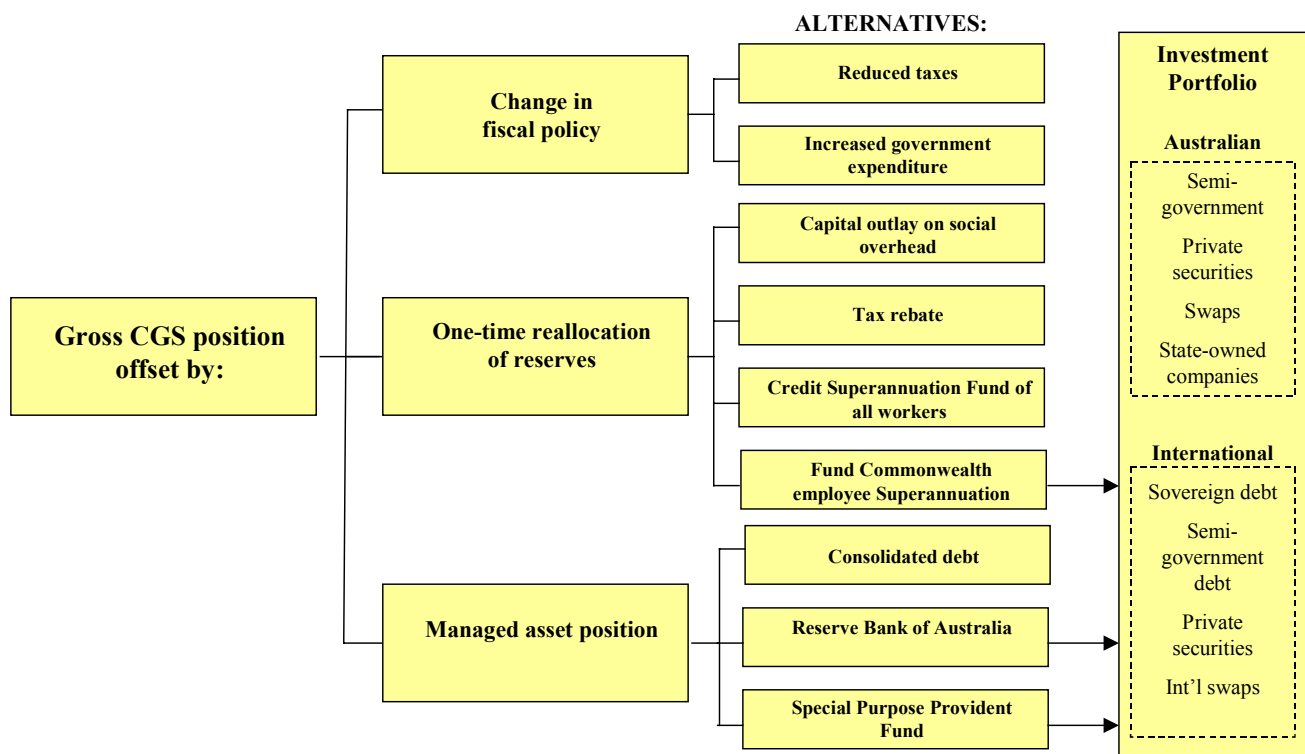 ALTERNATIVES:
Gross CGS position
offset by:
Change in
fiscal policy
Reduced taxes
Increased government
expenditure
One-time reallocation
of reserves
Capital outlay on social
overhead
Tax rebate
Credit Superannuation Fund of
all workers
Fund Commonwealth
employee Superannuation
Managed asset position
Consolidated debt
Reserve Bank of Australia
Special Purpose Provident
Fund
Investment
Portfolio
Australian
Semi-
government
Private
securities
Swaps
State-owned
companies
International
Sovereign debt
Semi-
government
debt
Private
securities
Int’l swaps